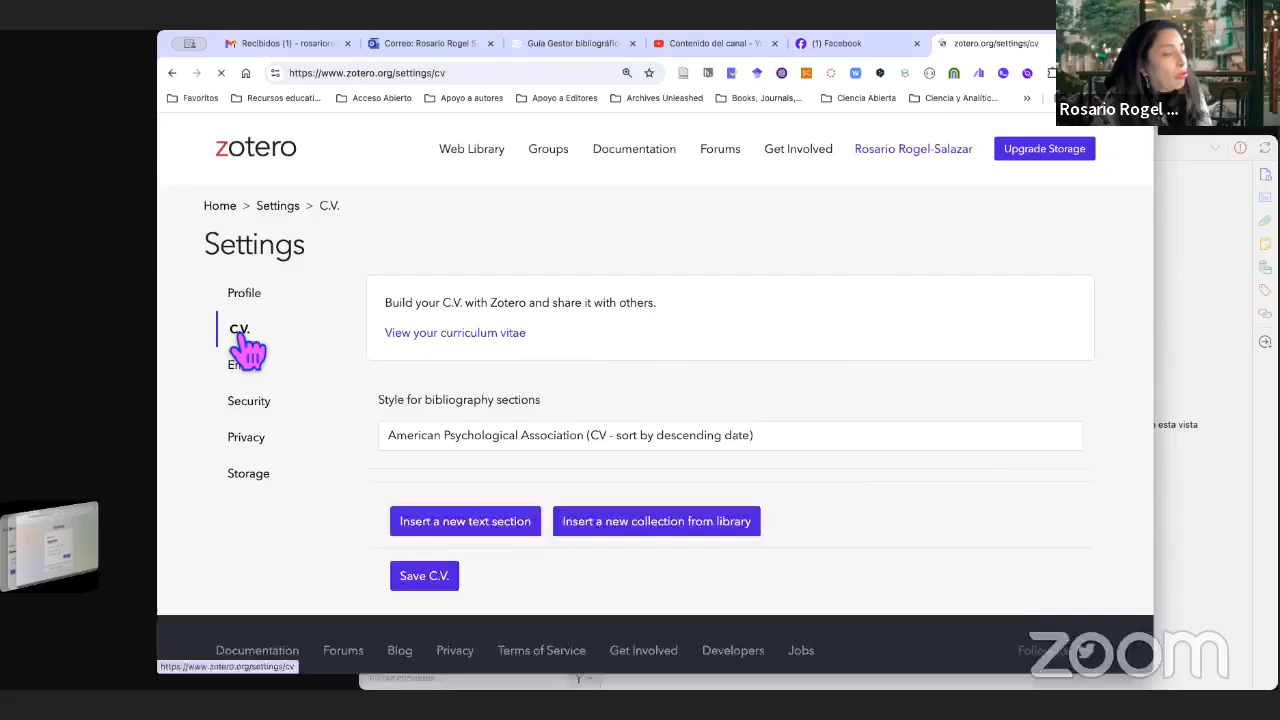 Recibidos (1) - rosarior
Correo: Rosario Rogel S
Guía Gestor bibliográfic
Contenido del canal - Y
(1) Facebook
zotero.org/settings/cv
https://www.zotero.org/settings/cv
Favoritos
Recursos educati...
Acceso Abierto
Apoyo a autores
Apoyo a Editores
Archives Unleashed
Books, Journals,...
Ciencia Abierta
Ciencia y Analític...
»
Rosario Rogel ...
zotero
Web Library
Groups
Documentation
Forums
Get Involved
Rosario Rogel-Salazar
Upgrade Storage
Home > Settings > C.V.
Settings
Profile
C.V.
Security
Privacy
Storage
Build your C.V. with Zotero and share it with others.
View your curriculum vitae
Style for bibliography sections
American Psychological Association (CV - sort by descending date)
Insert a new text section
Insert a new collection from library
Save C.V.
esta vista
Documentation
Forums
Blog
Privacy
Terms of Service
Get Involved
Developers
Jobs
https://www.zotero.org/settings/cv
zoom